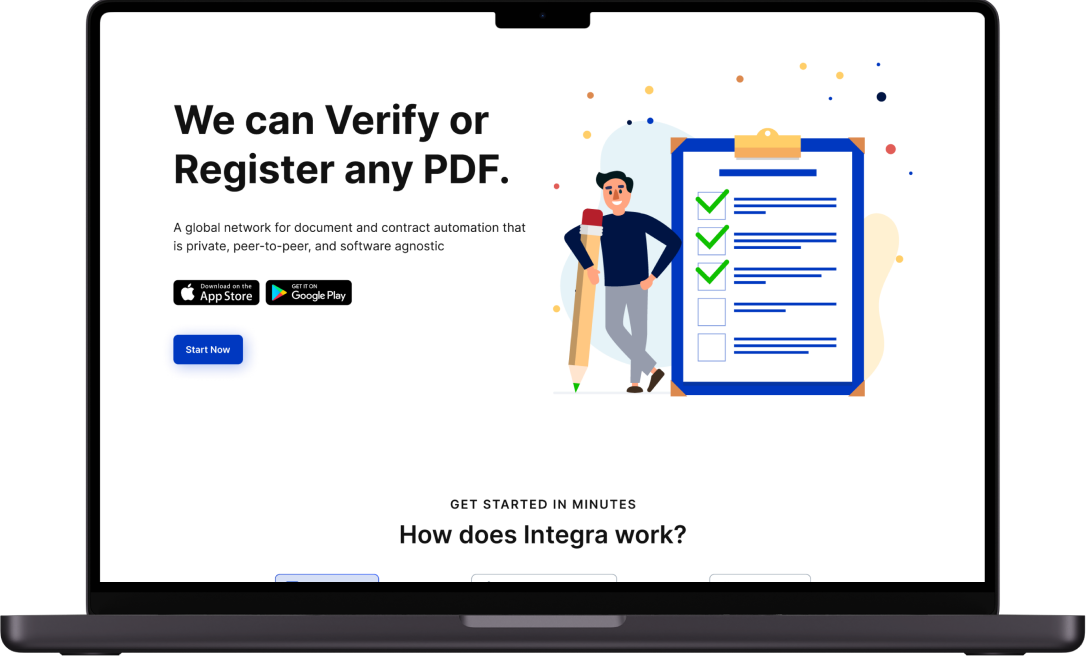 We can Verify or
Register any PDF.
A global network for document and contract automation that
is private, peer-to-peer, and software agnostic
Download on the
App Store
GET IT ON
Google Play
Start Now
GET STARTED IN MINUTES
How does Integra work?